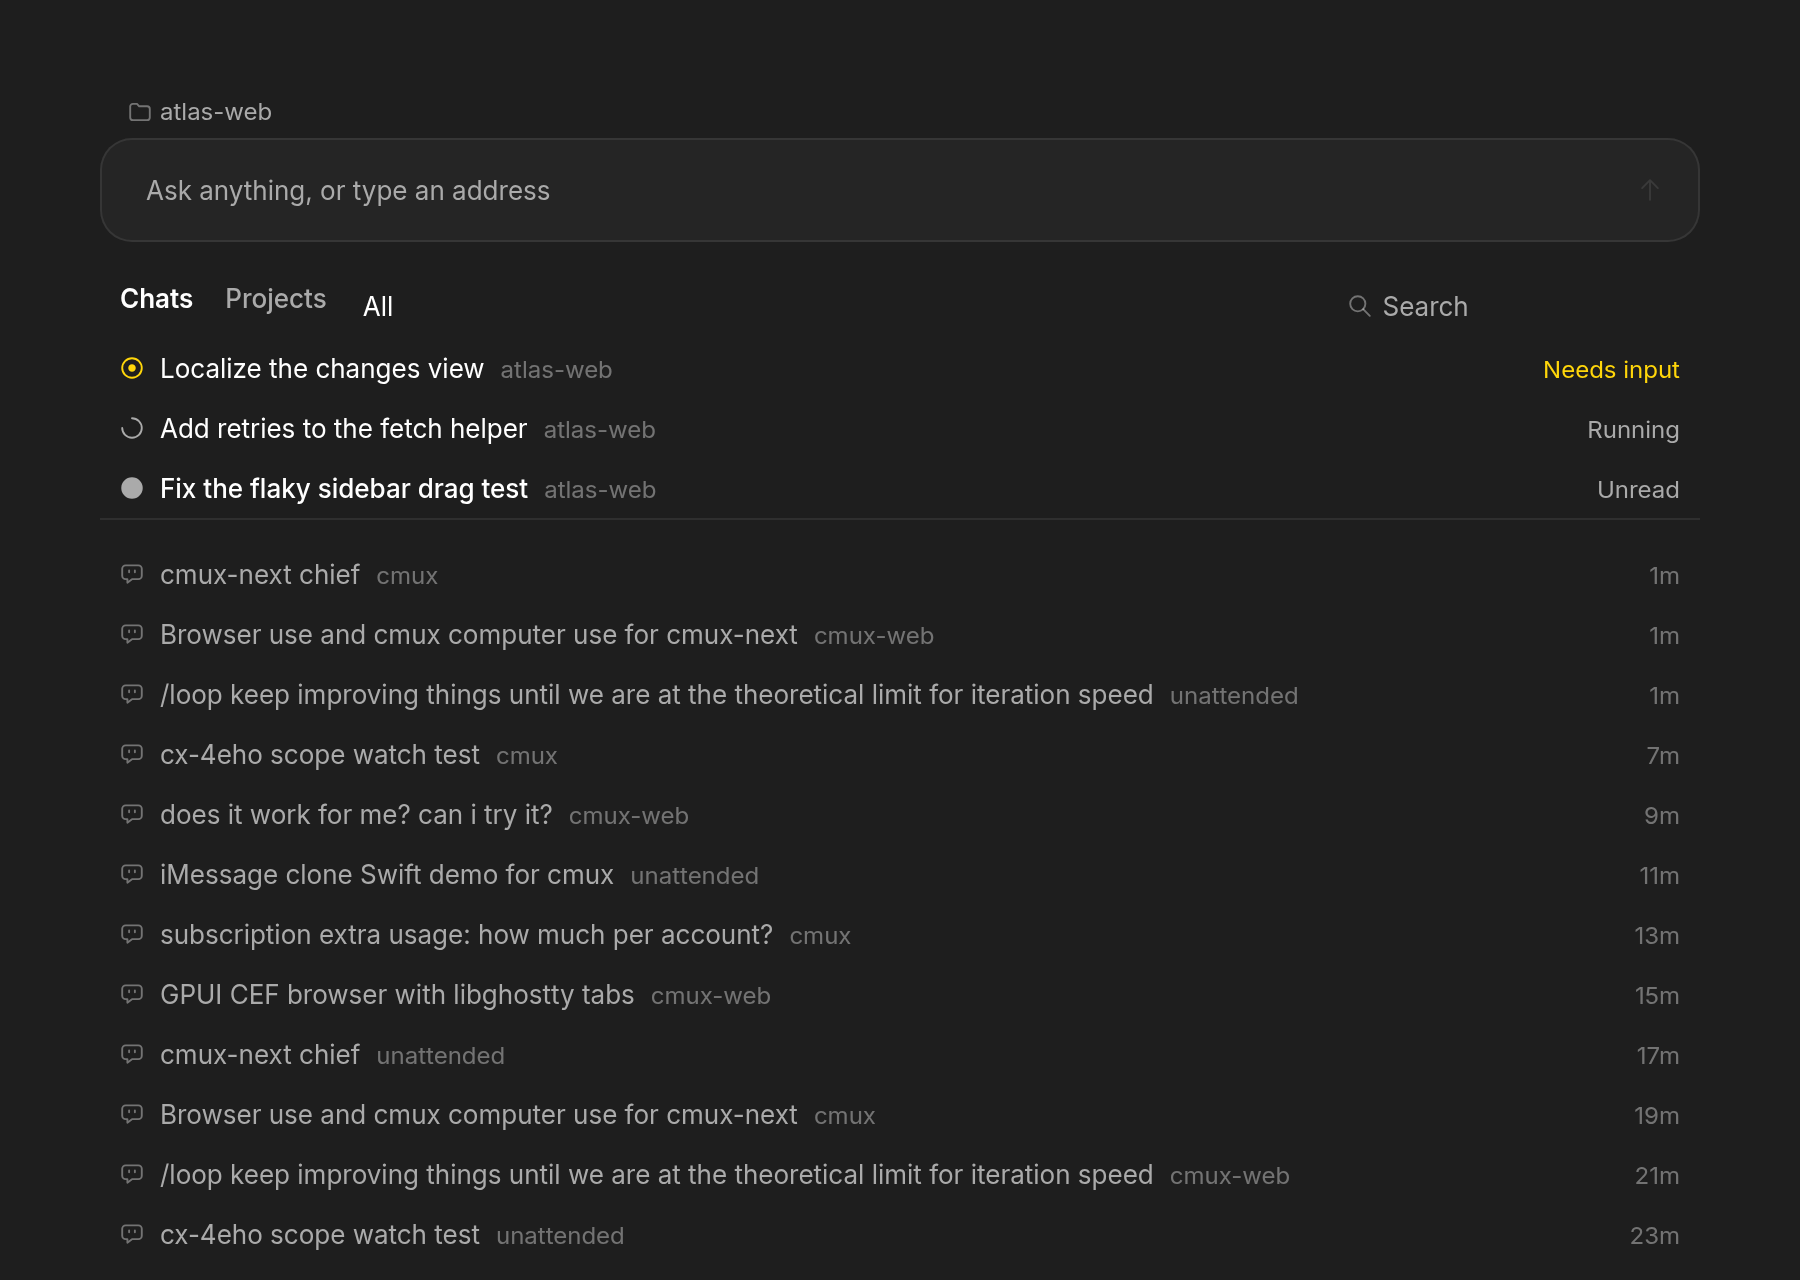 atlas-web
Ask anything, or type an address
Chats Projects All Search
Localize the changes view atlas-web Needs input
Add retries to the fetch helper atlas-web Running
Fix the flaky sidebar drag test atlas-web Unread
cmux-next chief cmux 1m
Browser use and cmux computer use for cmux-next cmux-web 1m
/loop keep improving things until we are at the theoretical limit for iteration speed unattended 1m
cx-4eho scope watch test cmux 7m
does it work for me? can i try it? cmux-web 9m
iMessage clone Swift demo for cmux unattended 11m
subscription extra usage: how much per account? cmux 13m
GPUI CEF browser with libghostty tabs cmux-web 15m
cmux-next chief unattended 17m
Browser use and cmux computer use for cmux-next cmux 19m
/loop keep improving things until we are at the theoretical limit for iteration speed cmux-web 21m
cx-4eho scope watch test unattended 23m